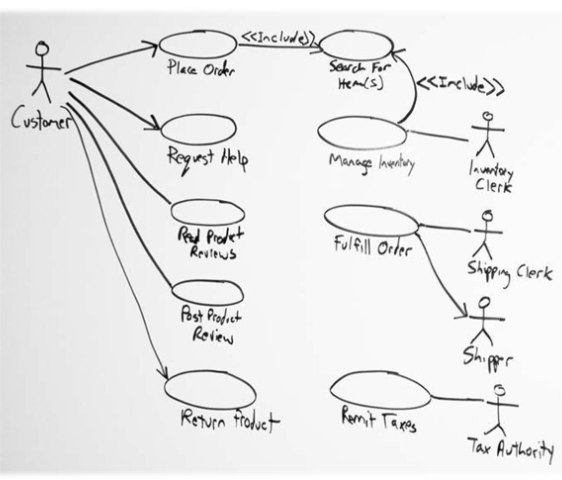 <<Include>>
Place Order
Search For
Item(s)
<<Include>>
Customer
Request Help
Manage Inventory
Inventory
Clerk
Read Product
Reviews
Fulfill Order
Shipping Clerk
Post Product
Review
Shipper
Return Product
Remit Taxes
Tax Authority